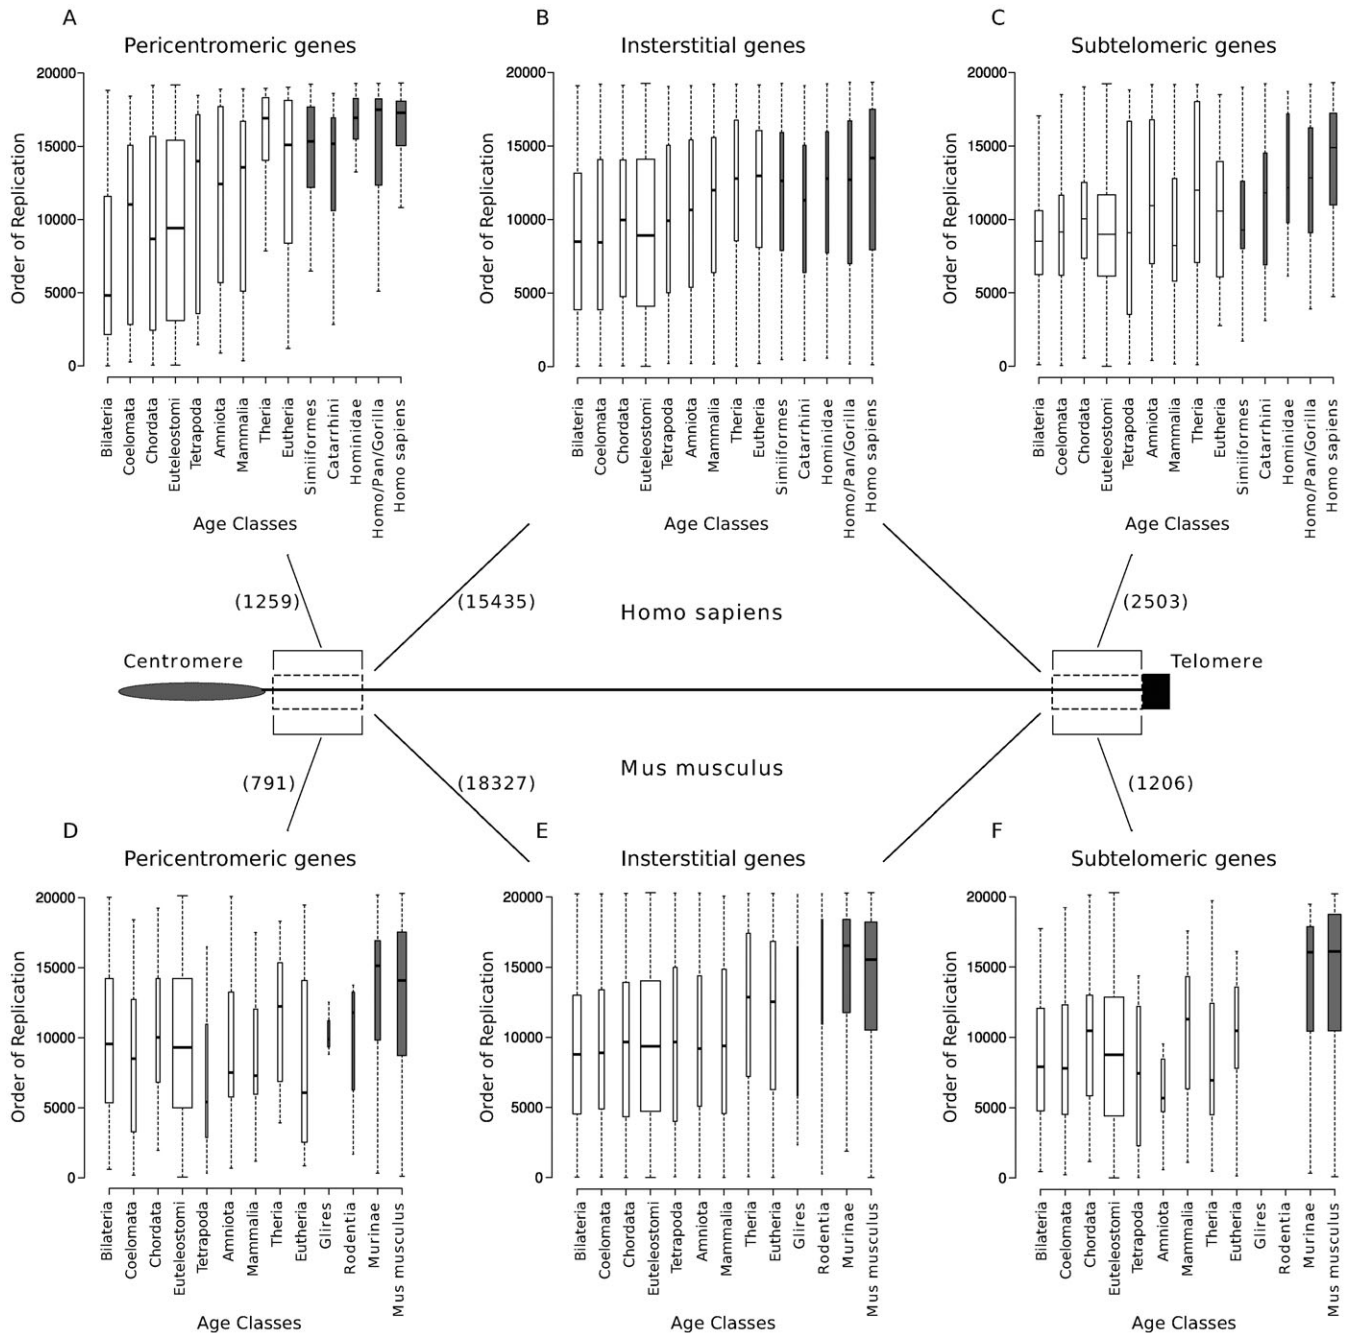 A
Pericentromeric genes
Order of Replication
20000
15000
10000
5000
0
Bilateria
Coelomata
Chordata
Euteleostomi
Tetrapoda
Amniota
Mammalia
Theria
Eutheria
Simiiformes
Catarrhini
Hominidae
Homo/Pan/Gorilla
Homo sapiens
Age Classes
B
Insterstitial genes
Order of Replication
20000
15000
10000
5000
0
Bilateria
Coelomata
Chordata
Euteleostomi
Tetrapoda
Amniota
Mammalia
Theria
Eutheria
Simiiformes
Catarrhini
Hominidae
Homo/Pan/Gorilla
Homo sapiens
Age Classes
C
Subtelomeric genes
Order of Replication
20000
15000
10000
5000
0
Bilateria
Coelomata
Chordata
Euteleostomi
Tetrapoda
Amniota
Mammalia
Theria
Eutheria
Simiiformes
Catarrhini
Hominidae
Homo/Pan/Gorilla
Homo sapiens
Age Classes
(1259)
(15435)
Homo sapiens
(2503)
Centromere
Telomere
(791)
(18327)
Mus musculus
(1206)
D
Pericentromeric genes
Order of Replication
20000
15000
10000
5000
0
Bilateria
Coelomata
Chordata
Euteleostomi
Tetrapoda
Amniota
Mammalia
Theria
Eutheria
Glires
Rodentia
Murinae
Mus musculus
Age Classes
E
Insterstitial genes
Order of Replication
20000
15000
10000
5000
0
Bilateria
Coelomata
Chordata
Euteleostomi
Tetrapoda
Amniota
Mammalia
Theria
Eutheria
Glires
Rodentia
Murinae
Mus musculus
Age Classes
F
Subtelomeric genes
Order of Replication
20000
15000
10000
5000
0
Bilateria
Coelomata
Chordata
Euteleostomi
Tetrapoda
Amniota
Mammalia
Theria
Eutheria
Glires
Rodentia
Murinae
Mus musculus
Age Classes